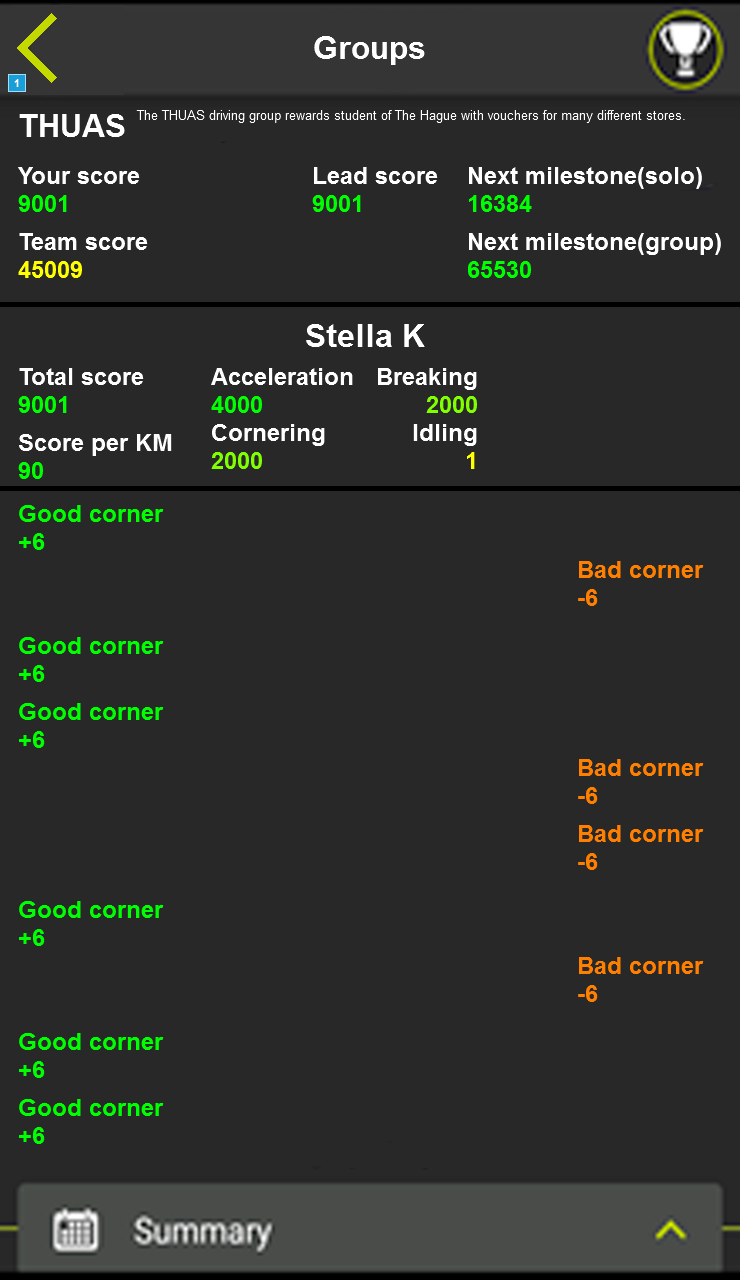 Groups
1
THUAS The THUAS driving group rewards student of The Hague with vouchers for many different stores.
Your score Lead score Next milestone(solo)
9001 9001 16384
Team score Next milestone(group)
45009 65530
Stella K
Total score Acceleration Breaking
9001 4000 2000
Score per KM Cornering Idling
90 2000 1
Good corner
+6
Bad corner
-6
Good corner
+6
Good corner
+6
Bad corner
-6
Bad corner
-6
Good corner
+6
Bad corner
-6
Good corner
+6
Good corner
+6
Summary